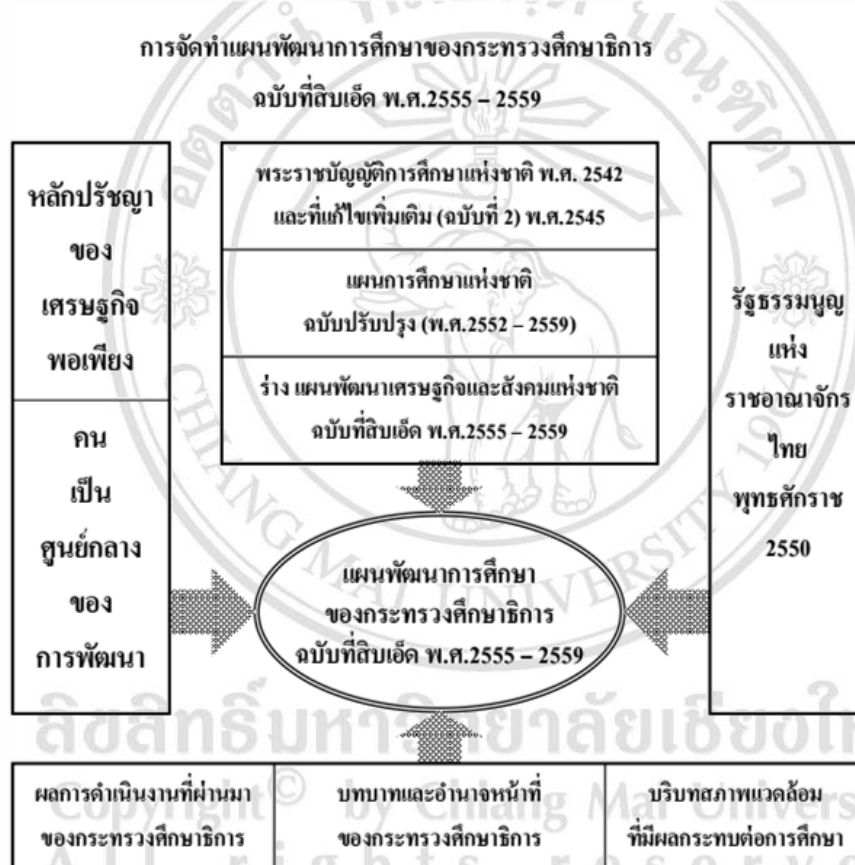 การจัดทำแผนพัฒนาการศึกษาของกระทรวงศึกษาธิการ
ฉบับที่สิบเอ็ด พ.ศ.2555 – 2559
หลักปรัชญา
ของ
เศรษฐกิจ
พอเพียง
คน
เป็น
ศูนย์กลาง
ของ
การพัฒนา
พระราชบัญญัติการศึกษาแห่งชาติ พ.ศ. 2542
และที่แก้ไขเพิ่มเติม (ฉบับที่ 2) พ.ศ.2545
แผนการศึกษาแห่งชาติ
ฉบับปรับปรุง (พ.ศ.2552 – 2559)
ร่าง แผนพัฒนาเศรษฐกิจและสังคมแห่งชาติ
ฉบับที่สิบเอ็ด พ.ศ.2555 – 2559
รัฐธรรมนูญ
แห่ง
ราชอาณาจักร
ไทย
พุทธศักราช
2550
แผนพัฒนาการศึกษา
ของกระทรวงศึกษาธิการ
ฉบับที่สิบเอ็ด พ.ศ.2555 – 2559
ผลการดำเนินงานที่ผ่านมา
ของกระทรวงศึกษาธิการ
บทบาทและอำนาจหน้าที่
ของกระทรวงศึกษาธิการ
บริบทสภาพแวดล้อม
ที่มีผลกระทบต่อการศึกษา
CHIANG MAI UNIVERSITY 1964
Copyright© by Chiang Mai Univers